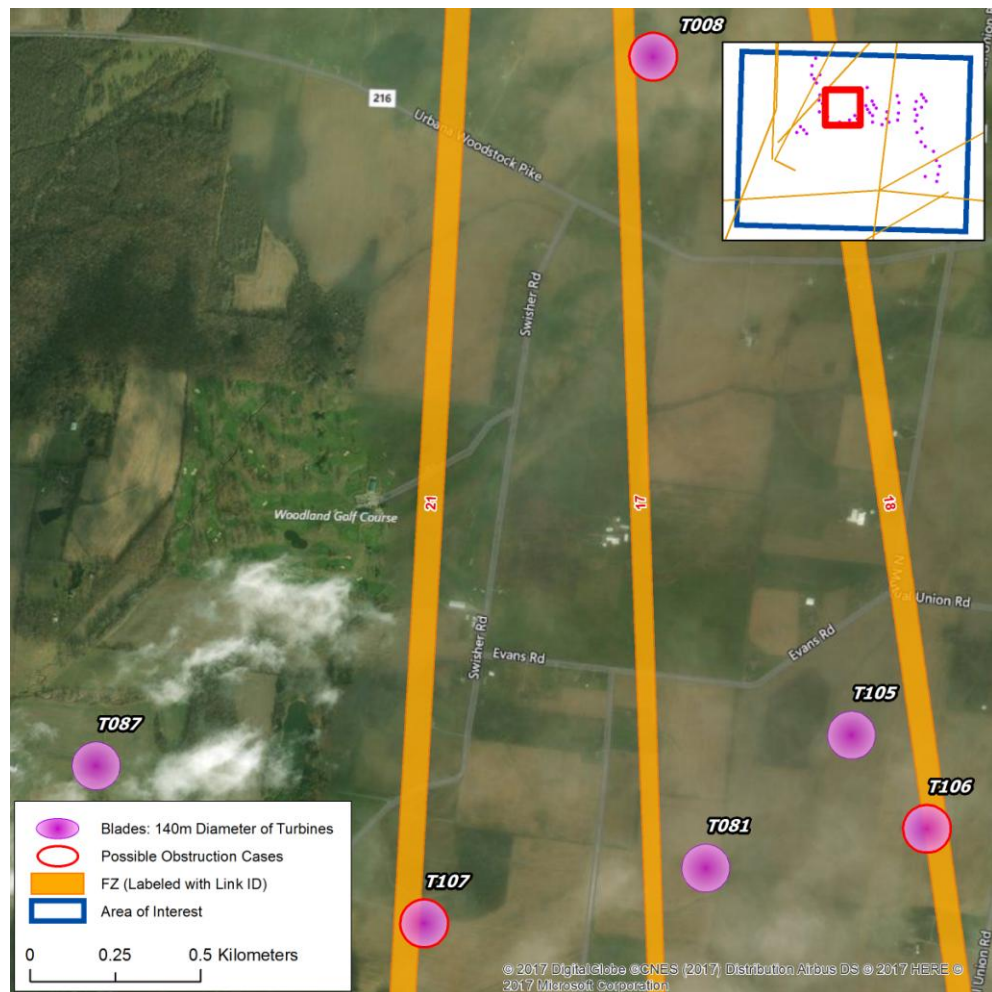 T008
216
Urbana Woodstock Pike
Swisher Rd
21
17
18
Woodland Golf Course
Union Rd
Swisher Rd
Evans Rd
Evans Rd
T105
T087
T106
T081
T107
Blades: 140m Diameter of Turbines
Possible Obstruction Cases
FZ (Labeled with Link ID)
Area of Interest
0 0.25 0.5 Kilometers
Union Rd
© 2017 DigitalGlobe ©CNES (2017) Distribution Airbus DS © 2017 HERE ©
2017 Microsoft Corporation